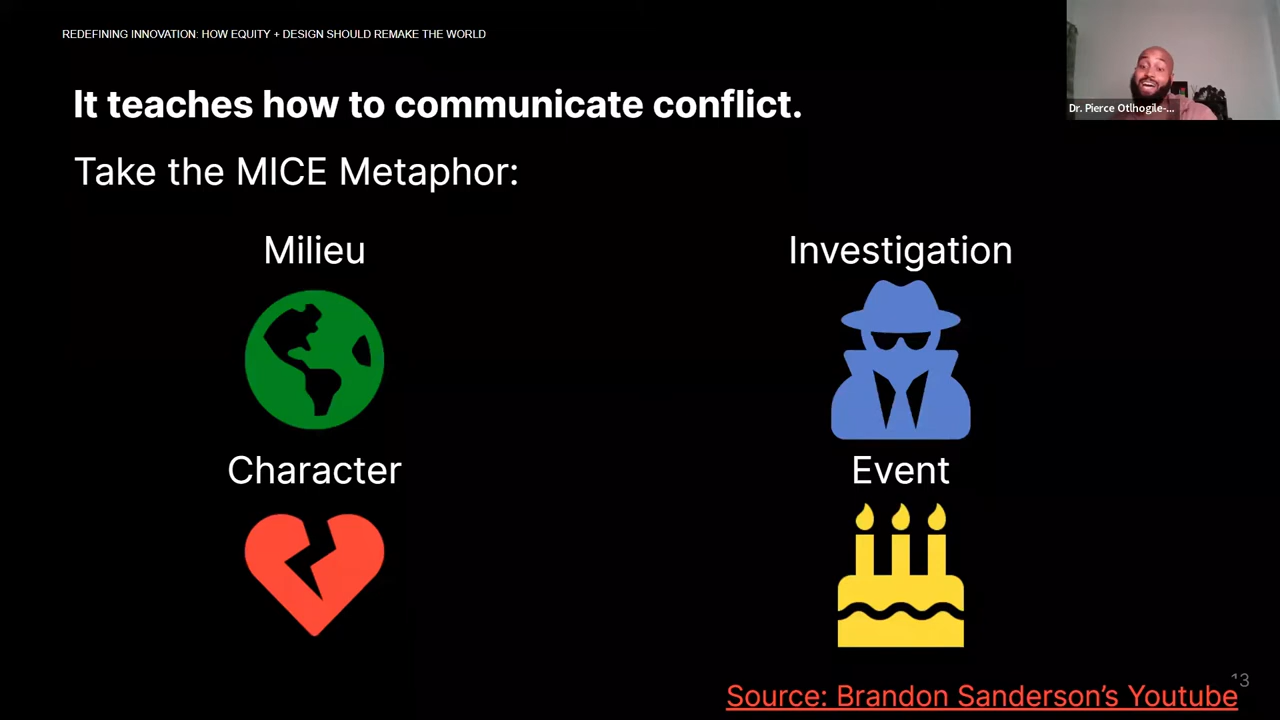 REDEFINING INNOVATION: HOW EQUITY + DESIGN SHOULD REMAKE THE WORLD
Dr. Pierce Otlhogile-...
It teaches how to communicate conflict.
Take the MICE Metaphor:
Milieu
Investigation
Character
Event
13
Source: Brandon Sanderson’s Youtube